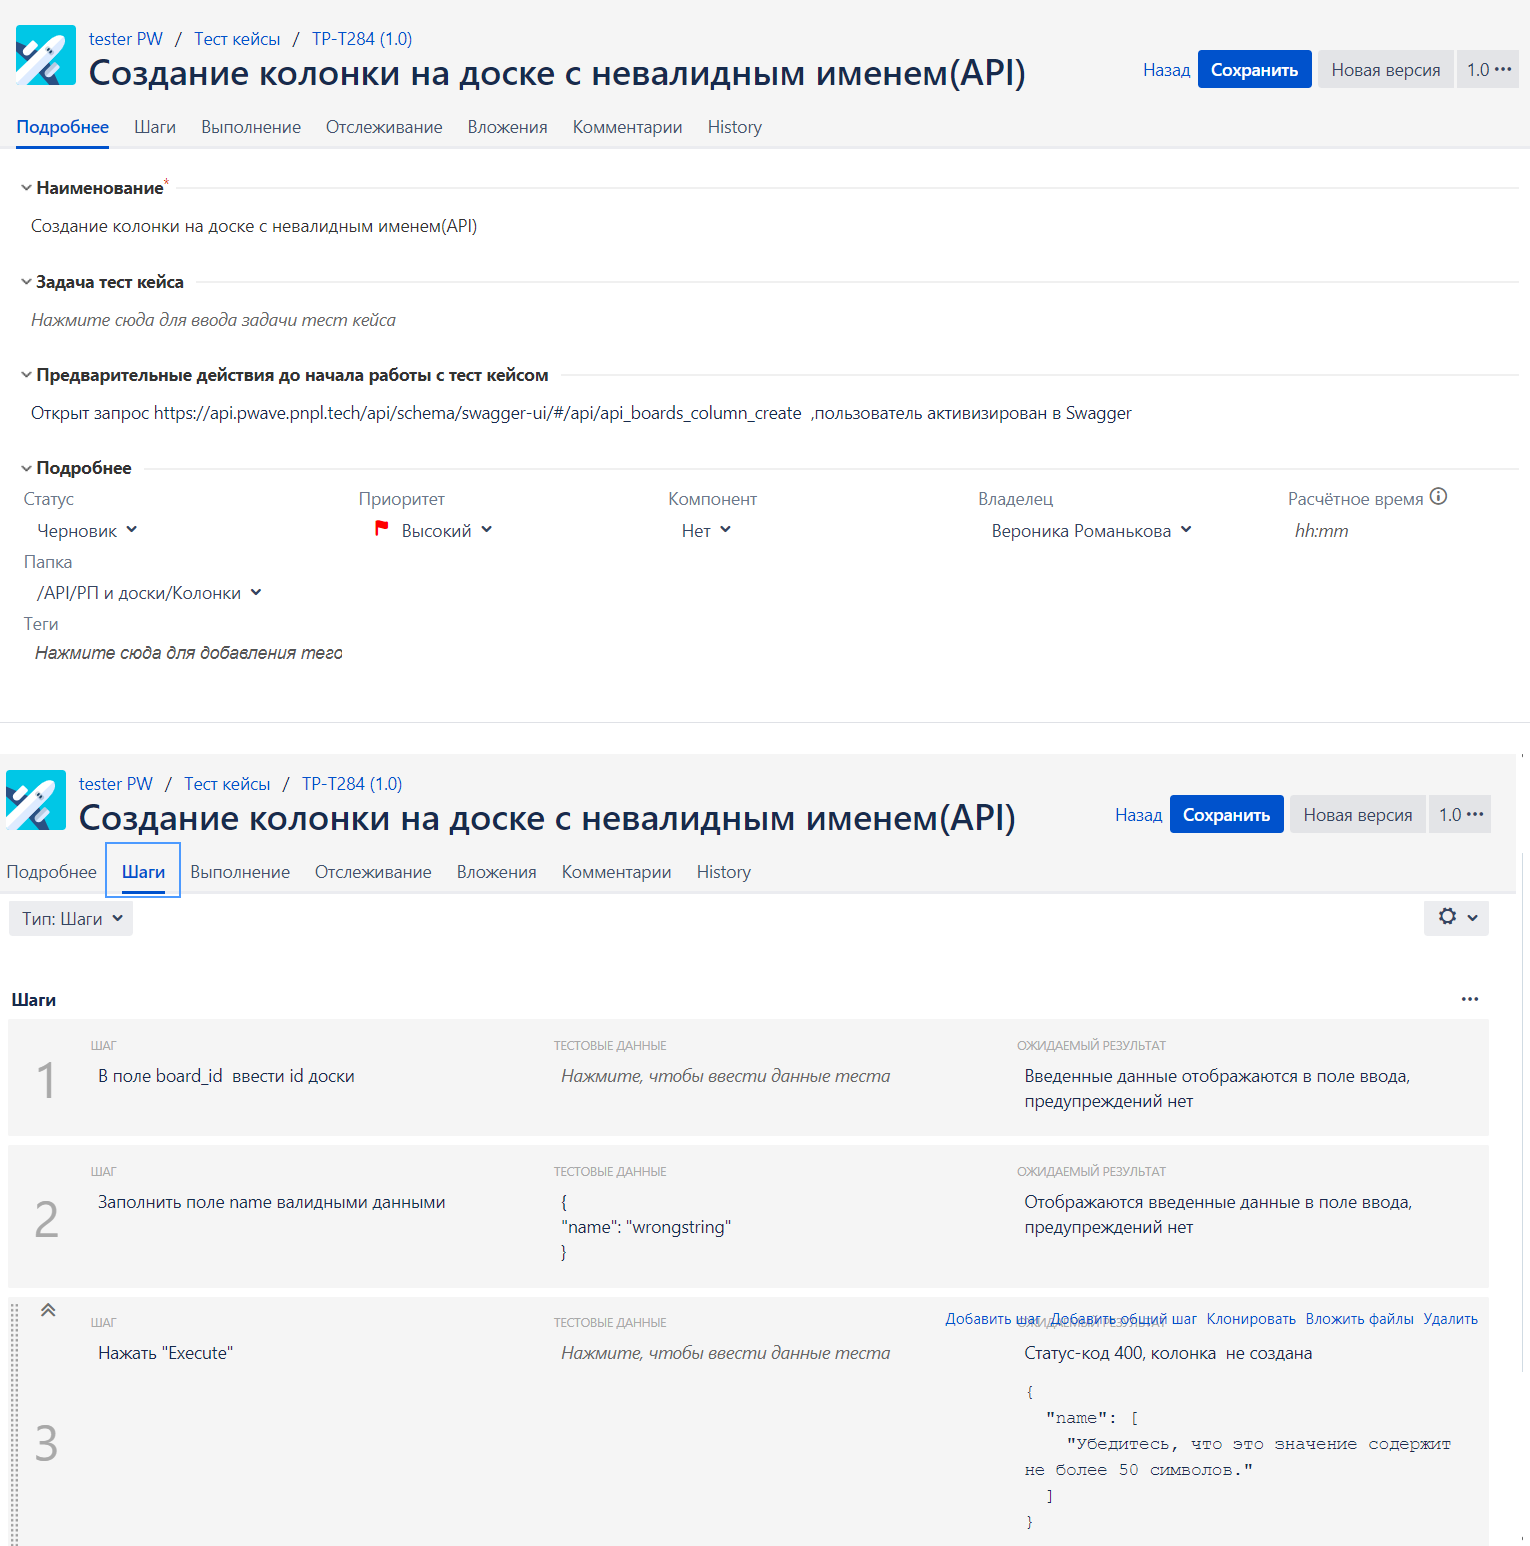 tester PW / Тест кейсы / TP-T284 (1.0)
Создание колонки на доске с невалидным именем(API)
Назад Сохранить Новая версия 1.0 •••
Подробнее Шаги Выполнение Отслеживание Вложения Комментарии History
Наименование*
Создание колонки на доске с невалидным именем(API)
Задача тест кейса
Нажмите сюда для ввода задачи тест кейса
Предварительные действия до начала работы с тест кейсом
Открыт запрос https://api.pwave.pnpl.tech/api/schema/swagger-ui/#/api/api_boards_column_create ,пользователь активизирован в Swagger
Подробнее
Статус Приоритет Компонент Владелец Расчётное время
Черновик Высокий Нет Вероника Романькова hh:mm
Папка
/API/РП и доски/Колонки
Теги
Нажмите сюда для добавления тего
tester PW / Тест кейсы / TP-T284 (1.0)
Создание колонки на доске с невалидным именем(API)
Назад Сохранить Новая версия 1.0 •••
Подробнее Шаги Выполнение Отслеживание Вложения Комментарии History
Тип: Шаги
Шаги •••
1
ШАГ ТЕСТОВЫЕ ДАННЫЕ ОЖИДАЕМЫЙ РЕЗУЛЬТАТ
В поле board_id ввести id доски Нажмите, чтобы ввести данные теста Введенные данные отображаются в поле ввода,
предупреждений нет
2
ШАГ ТЕСТОВЫЕ ДАННЫЕ ОЖИДАЕМЫЙ РЕЗУЛЬТАТ
Заполнить поле name валидными данными { Отображаются введенные данные в поле ввода,
"name": "wrongstring" предупреждений нет
}
3
Добавить шаг Добавить общий шаг Клонировать Вложить файлы Удалить
ШАГ ТЕСТОВЫЕ ДАННЫЕ ОЖИДАЕМЫЙ РЕЗУЛЬТАТ
Нажать "Execute" Нажмите, чтобы ввести данные теста Статус-код 400, колонка не создана
{
"name": [
"Убедитесь, что это значение содержит
не более 50 символов."
]
}